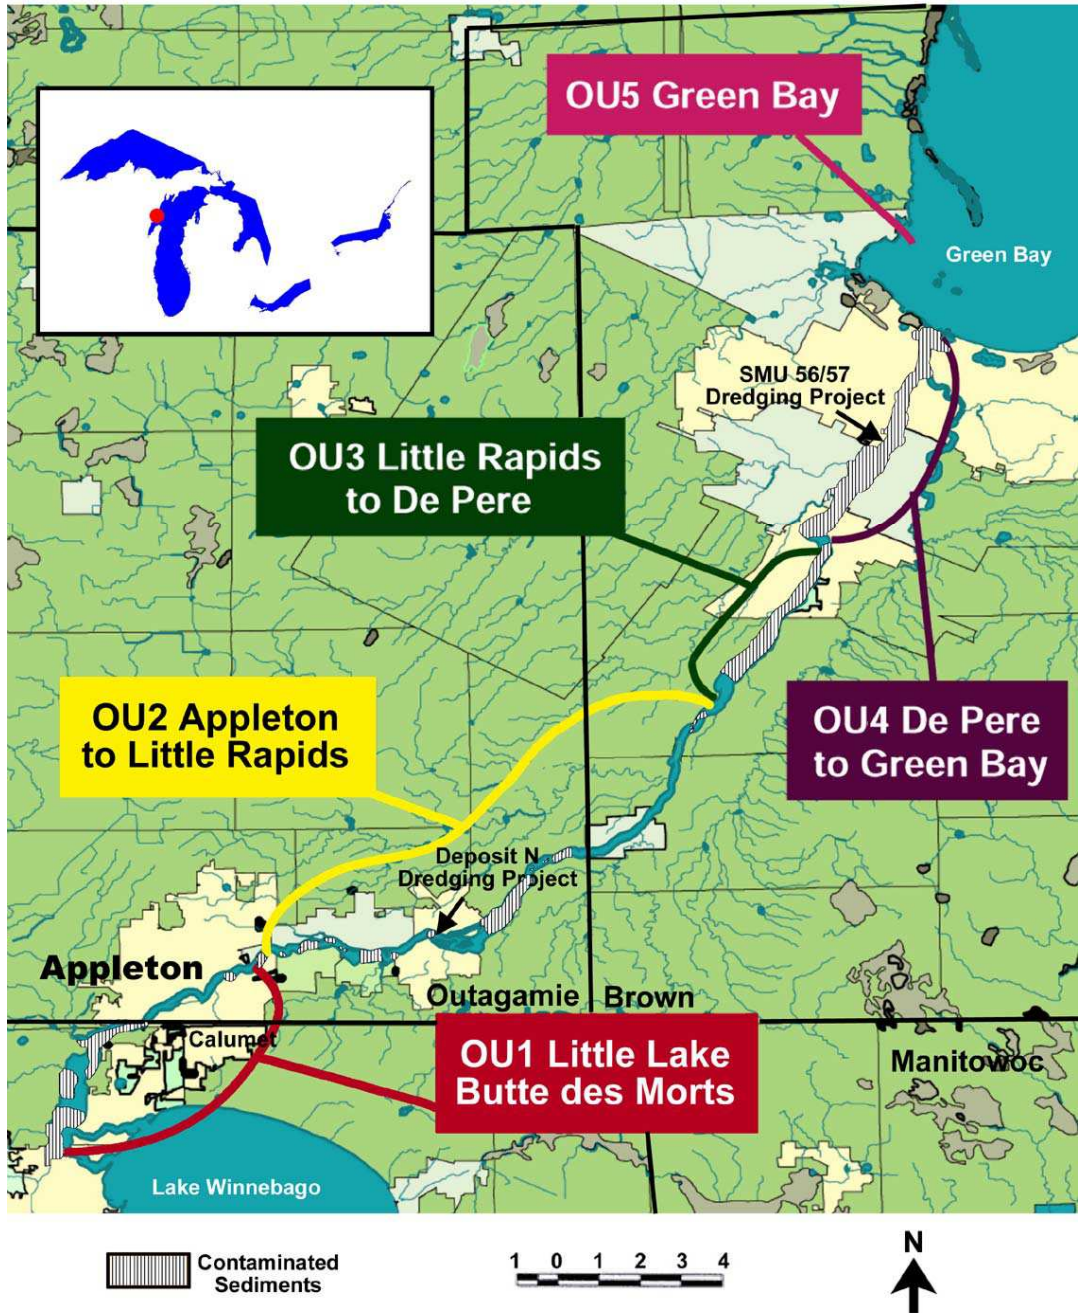 OU5 Green Bay
Green Bay
SMU 56/57
Dredging Project
OU3 Little Rapids
to De Pere
OU2 Appleton
to Little Rapids
OU4 De Pere
to Green Bay
Deposit N
Dredging Project
Appleton
Outagamie
Brown
Calumet
OU1 Little Lake
Butte des Morts
Manitowoc
Lake Winnebago
Contaminated
Sediments
1 0 1 2 3 4
N